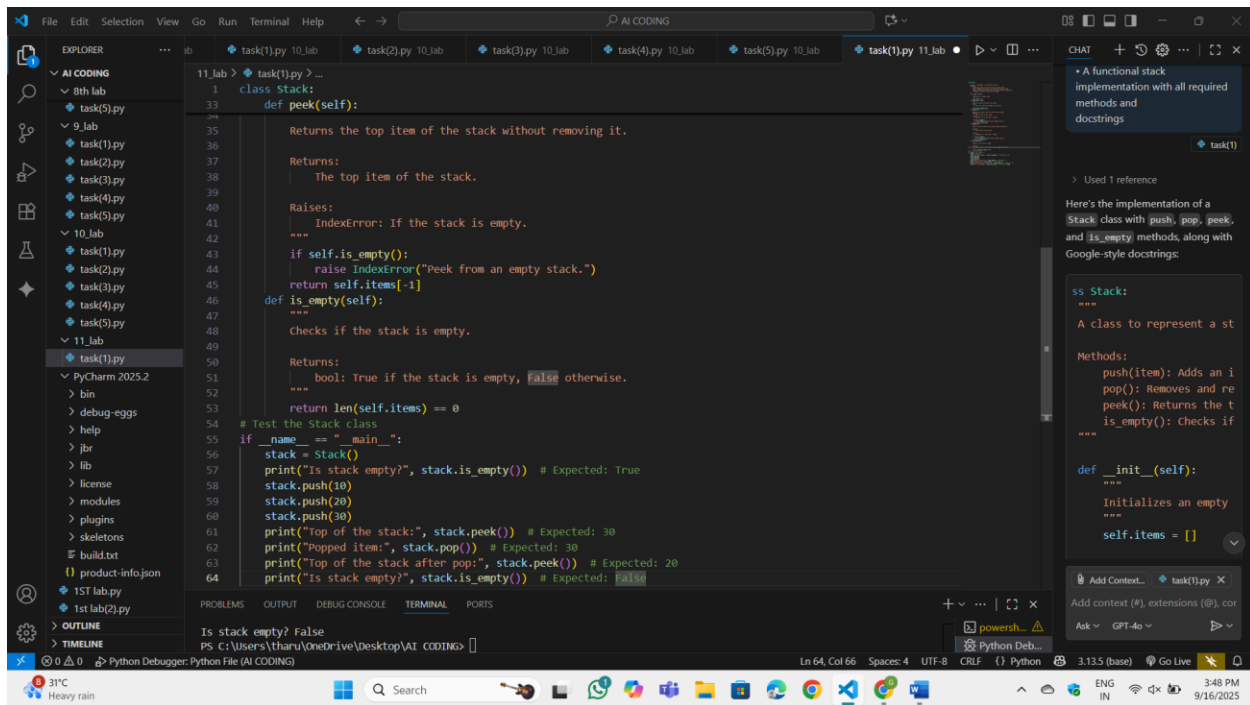 File Edit Selection View Go Run Terminal Help
AI CODING
EXPLORER
AI CODING
8th lab
task(5).py
9_lab
task(1).py
task(2).py
task(3).py
task(4).py
task(5).py
10_lab
task(1).py
task(2).py
task(3).py
task(4).py
task(5).py
11_lab
task(1).py
PyCharm 2025.2
bin
debug-eggs
help
jbr
lib
license
modules
plugins
skeletons
build.txt
product-info.json
1ST lab.py
1st lab(2).py
OUTLINE
TIMELINE
task(1).py 10_lab task(2).py 10_lab task(3).py 10_lab task(4).py 10_lab task(5).py 10_lab task(1).py 11_lab
11_lab > task(1).py > ...
1 class Stack:
33 def peek(self):
34
35 Returns the top item of the stack without removing it.
36
37 Returns:
38 The top item of the stack.
39
40 Raises:
41 IndexError: If the stack is empty.
42 """
43 if self.is_empty():
44 raise IndexError("Peek from an empty stack.")
45 return self.items[-1]
46 def is_empty(self):
47 """
48 Checks if the stack is empty.
49
50 Returns:
51 bool: True if the stack is empty, False otherwise.
52 """
53 return len(self.items) == 0
54 # Test the Stack class
55 if __name__ == "__main__":
56 stack = Stack()
57 print("Is stack empty?", stack.is_empty()) # Expected: True
58 stack.push(10)
59 stack.push(20)
60 stack.push(30)
61 print("Top of the stack:", stack.peek()) # Expected: 30
62 print("Popped item:", stack.pop()) # Expected: 30
63 print("Top of the stack after pop:", stack.peek()) # Expected: 20
64 print("Is stack empty?", stack.is_empty()) # Expected: False
PROBLEMS OUTPUT DEBUG CONSOLE TERMINAL PORTS
Is stack empty? False
PS C:\Users\tharu\OneDrive\Desktop\AI CODING>
powersh...
Python Deb...
CHAT
• A functional stack
implementation with all required
methods and
docstrings
task(1)
Used 1 reference
Here's the implementation of a
Stack class with push, pop, peek,
and is_empty methods, along with
Google-style docstrings:
ss Stack:
"""
A class to represent a st
Methods:
push(item): Adds an i
pop(): Removes and re
peek(): Returns the t
is_empty(): Checks if
"""
def __init__(self):
"""
Initializes an empty
"""
self.items = []
Add Context... task(1).py
Add context (#), extensions (@), cor
Ask GPT-4o
0 0 Python Debugger: Python File (AI CODING)
Ln 64, Col 66 Spaces: 4 UTF-8 CRLF {} Python 3.13.5 (base) Go Live
8
31°C
Heavy rain
Search
ENG
IN
3:48 PM
9/16/2025